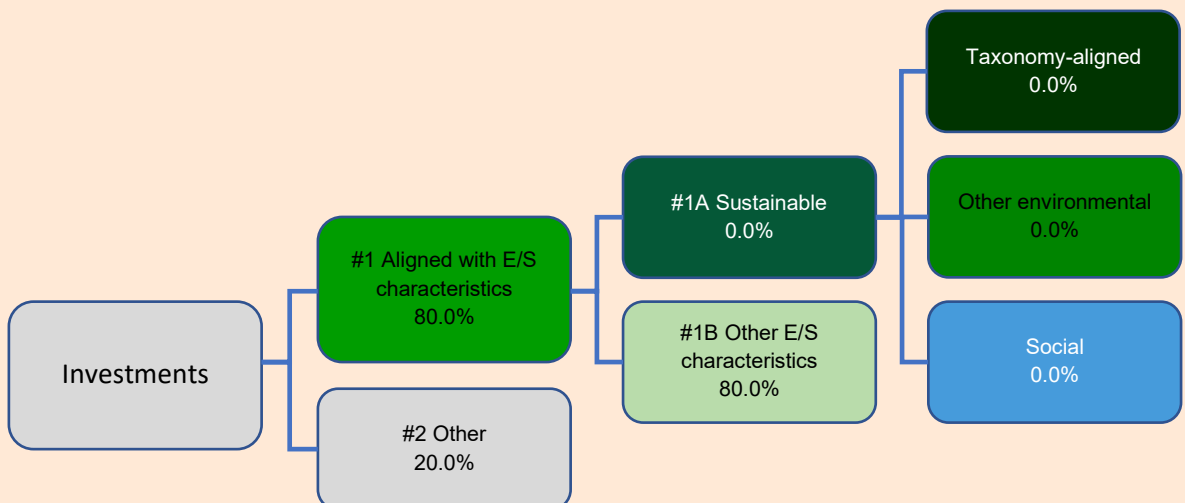 Investments
#1 Aligned with E/S
characteristics
80.0%
#2 Other
20.0%
#1A Sustainable
0.0%
#1B Other E/S
characteristics
80.0%
Taxonomy-aligned
0.0%
Other environmental
0.0%
Social
0.0%